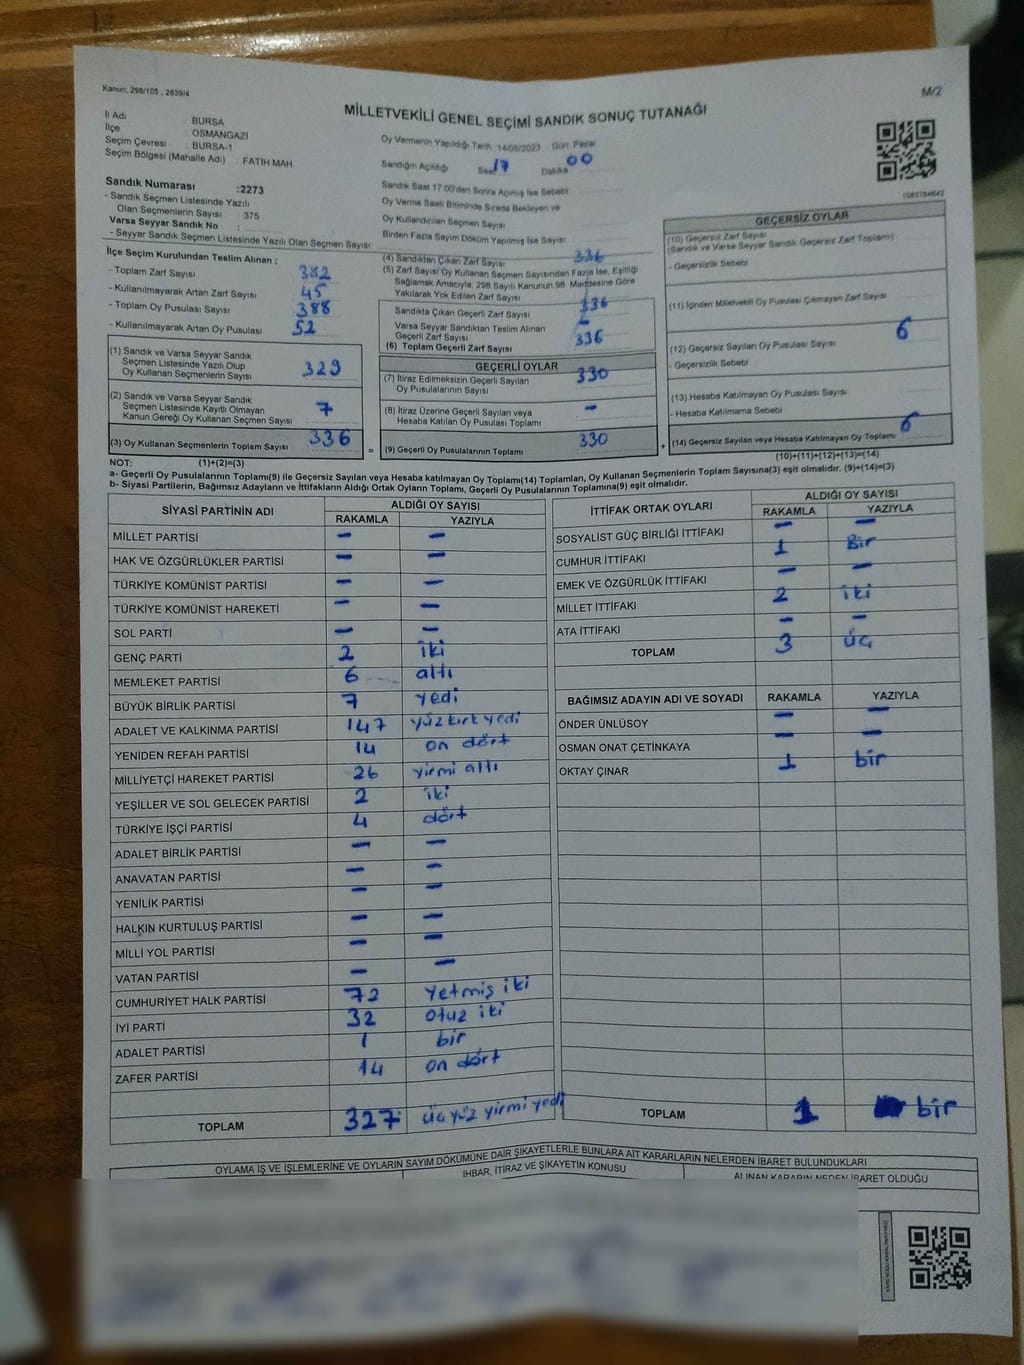 Kanun; 298/105 , 2839/4
M/2
MİLLETVEKİLİ GENEL SEÇİMİ SANDIK SONUÇ TUTANAĞI
İl Adı : BURSA
İlçe : OSMANGAZİ
Seçim Çevresi : BURSA-1
Seçim Bölgesi (Mahalle Adı) : FATİH MAH
Sandık Numarası :2273
- Sandık Seçmen Listesinde Yazılı
Olan Seçmenlerin Sayısı : 375
Varsa Seyyar Sandık No :
- Seyyar Sandık Seçmen Listesinde Yazılı Olan Seçmen Sayısı
Oy Vermenin Yapıldığı Tarih :14/05/2023 Gün: Pazar
Sandığın Açıldığı Saat 17 Dakika 00
Sandık Saat 17:00'den Sonra Açılmış İse Sebebi
Oy Verme Saati Bitiminde Sırada Bekleyen ve
Oy Kullandırılan Seçmen Sayısı
Birden Fazla Sayım Döküm Yapılmış İse Sayısı
İlçe Seçim Kurulundan Teslim Alınan ;
- Toplam Zarf Sayısı 382
- Kullanılmayarak Artan Zarf Sayısı 45
- Toplam Oy Pusulası Sayısı 388
- Kullanılmayarak Artan Oy Pusulası 52
(1) Sandık ve Varsa Seyyar Sandık
Seçmen Listesinde Yazılı Olup
Oy Kullanan Seçmenlerin Sayısı 329
(2) Sandık ve Varsa Seyyar Sandık
Seçmen Listesinde Kayıtlı Olmayan
Kanun Gereği Oy Kullanan Seçmen Sayısı 7
(3) Oy Kullanan Seçmenlerin Toplam Sayısı 336
(4) Sandıktan Çıkan Zarf Sayısı 336
(5) Zarf Sayısı Oy Kullanan Seçmen Sayısından Fazla İse, Eşitliği
Sağlamak Amacıyla, 298 Sayılı Kanunun 98. Maddesine Göre
Yakılarak Yok Edilen Zarf Sayısı
Sandıkta Çıkan Geçerli Zarf Sayısı 336
Varsa Seyyar Sandıktan Teslim Alınan
Geçerli Zarf Sayısı -
(6) Toplam Geçerli Zarf Sayısı 336
GEÇERLİ OYLAR
(7) İtiraz Edilmeksizin Geçerli Sayılan
Oy Pusulalarının Sayısı 330
(8) İtiraz Üzerine Geçerli Sayılan veya
Hesaba Katılan Oy Pusulası Toplamı -
= (9) Geçerli Oy Pusulalarının Toplamı 330 +
GEÇERSİZ OYLAR
(10) Geçersiz Zarf Sayısı
(Sandık ve Varsa Seyyar Sandık Geçersiz Zarf Toplamı)
- Geçersizlik Sebebi
(11) İçinden Milletvekili Oy Pusulası Çıkmayan Zarf Sayısı
(12) Geçersiz Sayılan Oy Pusulası Sayısı 6
- Geçersizlik Sebebi
(13) Hesaba Katılmayan Oy Pusulası Sayısı
- Hesaba Katılmama Sebebi
(14) Geçersiz Sayılan veya Hesaba Katılmayan Oy Toplamı 6
NOT: (1)+(2)=(3)
(10)+(11)+(12)+(13)=(14)
a- Geçerli Oy Pusulalarının Toplamı(9) ile Geçersiz Sayılan veya Hesaba katılmayan Oy Toplamı(14) Toplamları, Oy Kullanan Seçmenlerin Toplam Sayısına(3) eşit olmalıdır. (9)+(14)=(3)
b- Siyasi Partilerin, Bağımsız Adayların ve İttifakların Aldığı Ortak Oyların Toplamı, Geçerli Oy Pusulalarının Toplamına(9) eşit olmalıdır.
SİYASİ PARTİNİN ADI ALDIĞI OY SAYISI
RAKAMLA YAZIYLA
MİLLET PARTİSİ - -
HAK VE ÖZGÜRLÜKLER PARTİSİ - -
TÜRKİYE KOMÜNİST PARTİSİ - -
TÜRKİYE KOMÜNİST HAREKETİ - -
SOL PARTİ - -
GENÇ PARTİ 2 iki
MEMLEKET PARTİSİ 6 altı
BÜYÜK BİRLİK PARTİSİ 7 yedi
ADALET VE KALKINMA PARTİSİ 147 yüz kırk yedi
YENİDEN REFAH PARTİSİ 14 on dört
MİLLİYETÇİ HAREKET PARTİSİ 26 yirmi altı
YEŞİLLER VE SOL GELECEK PARTİSİ 2 iki
TÜRKİYE İŞÇİ PARTİSİ 4 dört
ADALET BİRLİK PARTİSİ - -
ANAVATAN PARTİSİ - -
YENİLİK PARTİSİ - -
HALKIN KURTULUŞ PARTİSİ - -
MİLLİ YOL PARTİSİ - -
VATAN PARTİSİ - -
CUMHURİYET HALK PARTİSİ 72 Yetmiş iki
İYİ PARTİ 32 otuz iki
ADALET PARTİSİ 1 bir
ZAFER PARTİSİ 14 on dört
TOPLAM 327 üç yüz yirmi yedi
İTTİFAK ORTAK OYLARI ALDIĞI OY SAYISI
RAKAMLA YAZIYLA
SOSYALİST GÜÇ BİRLİĞİ İTTİFAKI - -
CUMHUR İTTİFAKI 1 Bir
EMEK VE ÖZGÜRLÜK İTTİFAKI - -
MİLLET İTTİFAKI 2 iki
ATA İTTİFAKI - -
TOPLAM 3 üç
BAĞIMSIZ ADAYIN ADI VE SOYADI RAKAMLA YAZIYLA
ÖNDER ÜNLÜSOY - -
OSMAN ONAT ÇETİNKAYA - -
OKTAY ÇINAR 1 bir
TOPLAM 1 bir
OYLAMA İŞ VE İŞLEMLERİNE VE OYLARIN SAYIM DÖKÜMÜNE DAİR ŞİKAYETLERLE BUNLARA AİT KARARLARIN NELERDEN İBARET BULUNDUKLARI
İHBAR, İTİRAZ VE ŞİKAYETİN KONUSU
ALINAN KARARIN NEDEN İBARET OLDUĞU